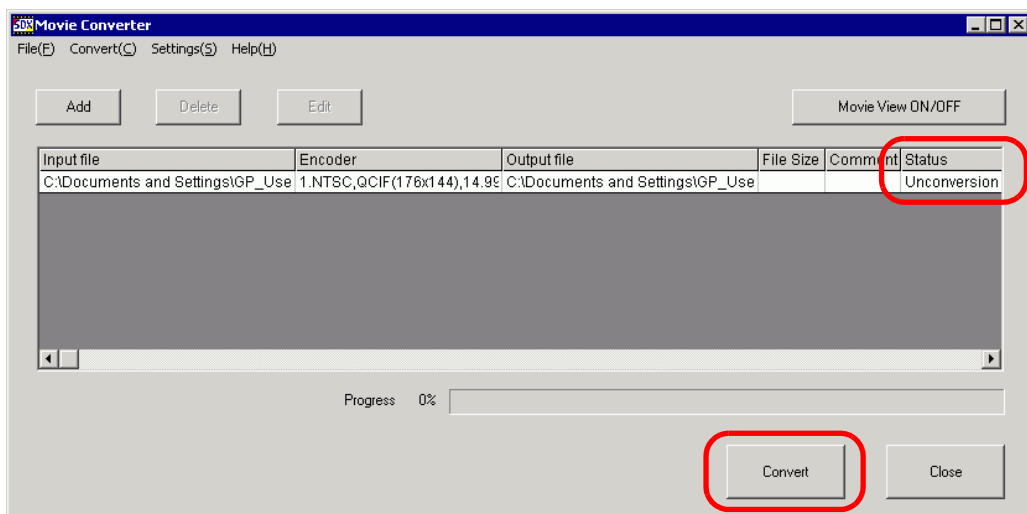 SDX Movie Converter
File(F) Convert(C) Settings(S) Help(H)
Add Delete Edit Movie View ON/OFF
Input file Encoder Output file File Size Comment Status
C:\Documents and Settings\GP_Use 1.NTSC,QCIF(176x144),14.99 C:\Documents and Settings\GP_Use Unconversion
Progress 0%
Convert Close